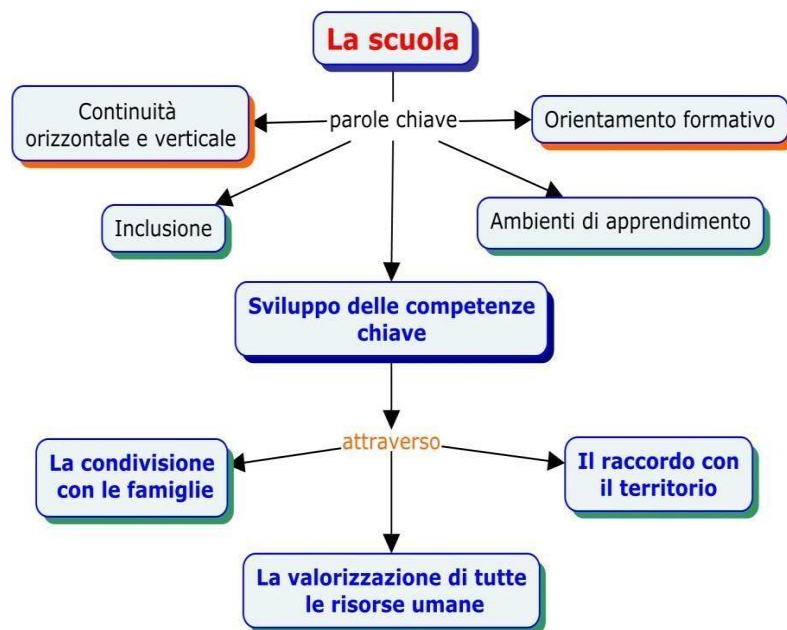 La scuola
Continuità
orizzontale e verticale
parole chiave
Orientamento formativo
Inclusione
Ambienti di apprendimento
Sviluppo delle competenze
chiave
attraverso
La condivisione
con le famiglie
Il raccordo con
il territorio
La valorizzazione di tutte
le risorse umane